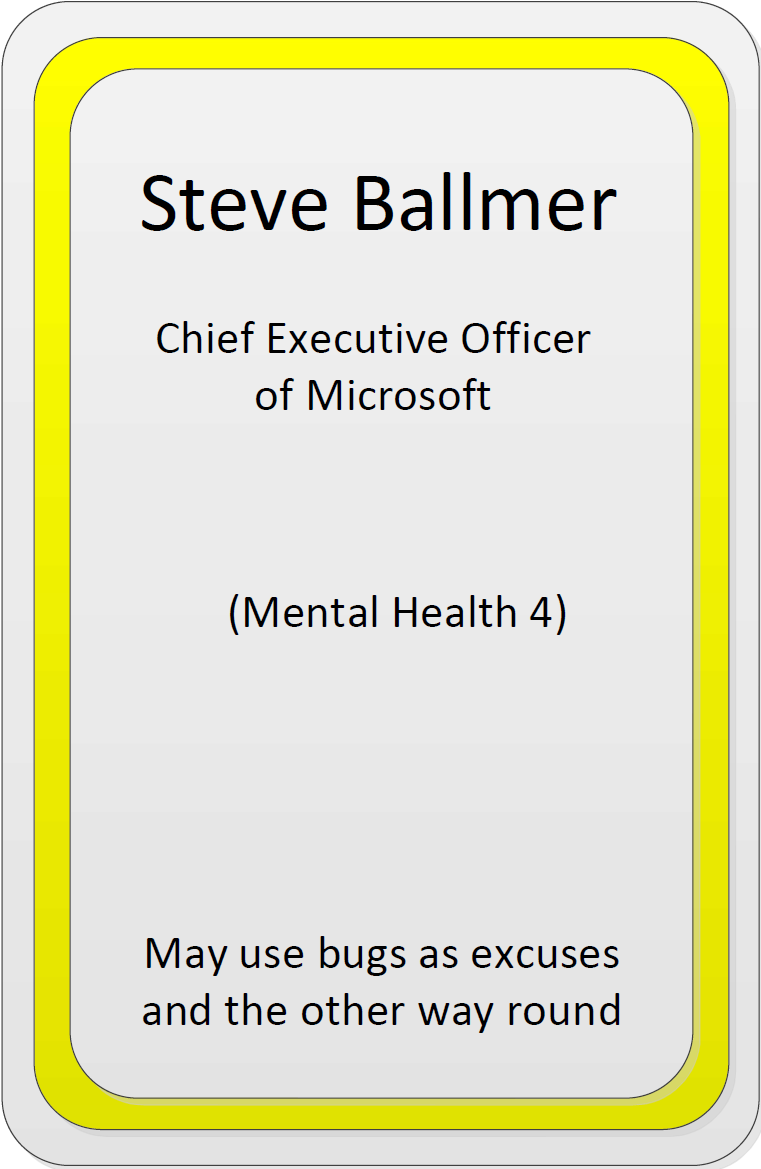 Steve Ballmer
Chief Executive Officer
of Microsoft
(Mental Health 4)
May use bugs as excuses
and the other way round